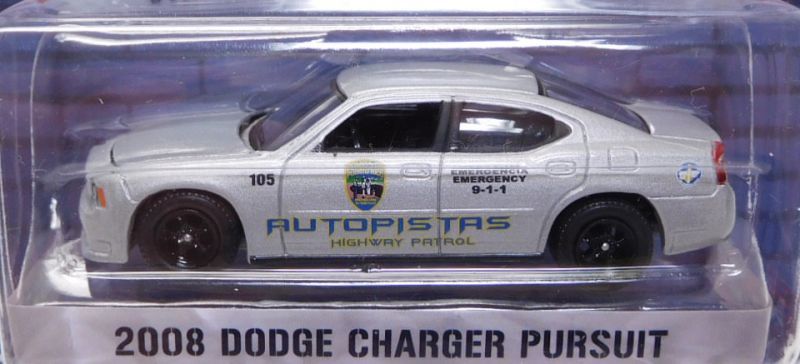 105
EMERGENCIA
EMERGENCY
9-1-1
AUTOPISTAS
HIGHWAY PATROL
2008 DODGE CHARGER PURSUIT